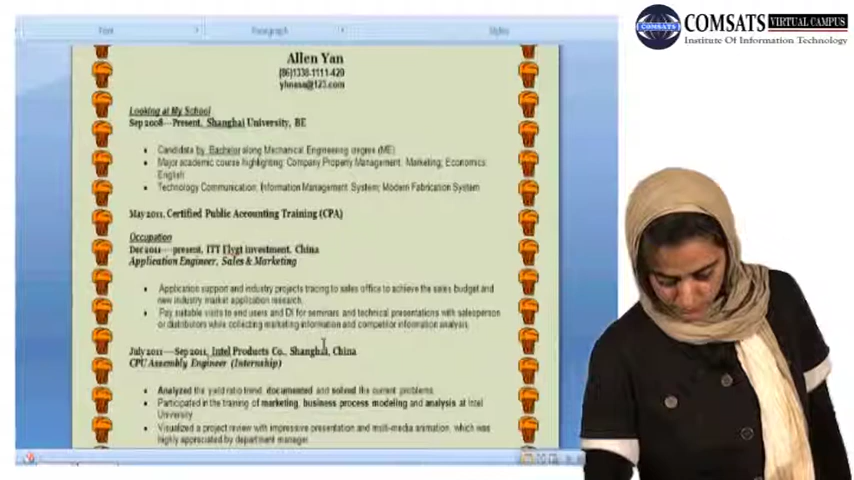 COMSATS VIRTUAL CAMPUS
Institute Of Information Technology
Font
Paragraph
Styles
Allen Yan
(86)1338-1111-429
yhnasa@123.com
Looking at My School
Sep 2008—Present, Shanghai University, BE
Candidate by Bachelor along Mechanical Engineering degree (ME)
Major academic course highlighting: Company Property Management; Marketing; Economics;
English
Technology Communication; Information Management System; Modern Fabrication System
May 2011, Certified Public Accounting Training (CPA)
Occupation
Dec 2011—present, ITT Flygt investment, China
Application Engineer, Sales & Marketing
Application support and industry projects tracing to sales office to achieve the sales budget and
new industry market application research.
Pay suitable visits to end users and DI for seminars and technical presentations with salesperson
or distributors while collecting marketing information and competitor information analysis.
July 2011—Sep 2011, Intel Products Co., Shanghai, China
CPU Assembly Engineer (Internship)
Analyzed the yield ratio trend, documented and solved the current problems.
Participated in the training of marketing, business process modeling and analysis at Intel
University.
Visualized a project review with impressive presentation and multi-media animation, which was
highly appreciated by department manager.